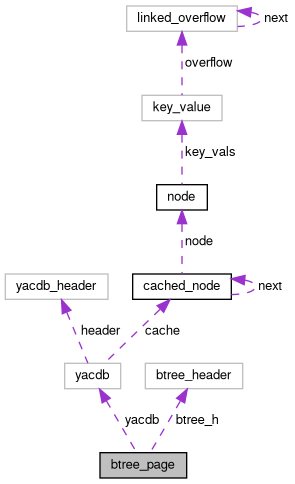 linked_overflow
next
overflow
key_value
key_vals
node
node
yacdb_header
cached_node
next
header
cache
yacdb
btree_header
yacdb
btree_h
btree_page